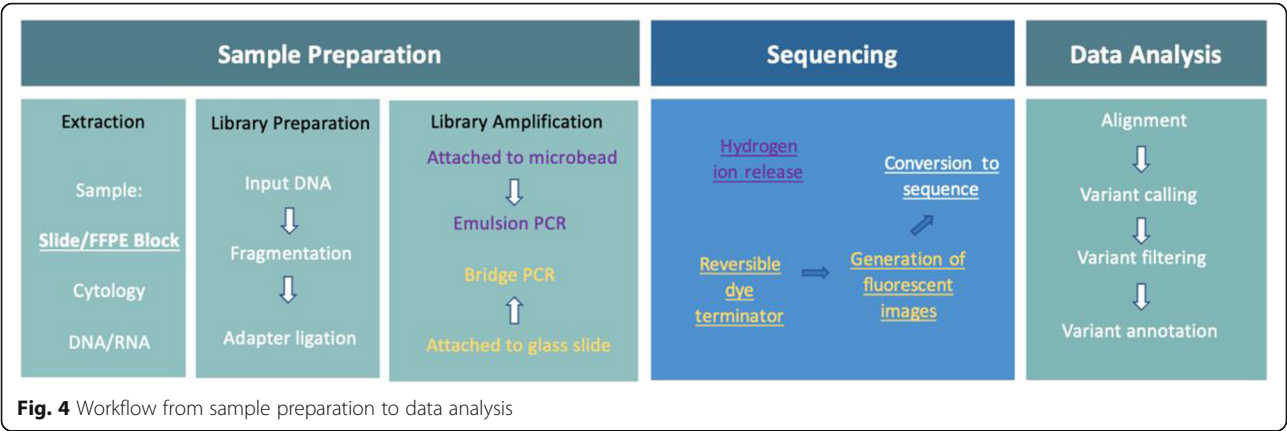 Sample Preparation
Sequencing
Data Analysis
Extraction
Sample:
Slide/FFPE Block
Cytology
DNA/RNA
Library Preparation
Input DNA
Fragmentation
Adapter ligation
Library Amplification
Attached to microbead
Emulsion PCR
Bridge PCR
Attached to glass slide
Hydrogen
ion release
Reversible
dye
terminator
Generation of
fluorescent
images
Conversion to
sequence
Alignment
Variant calling
Variant filtering
Variant annotation
Fig. 4 Workflow from sample preparation to data analysis